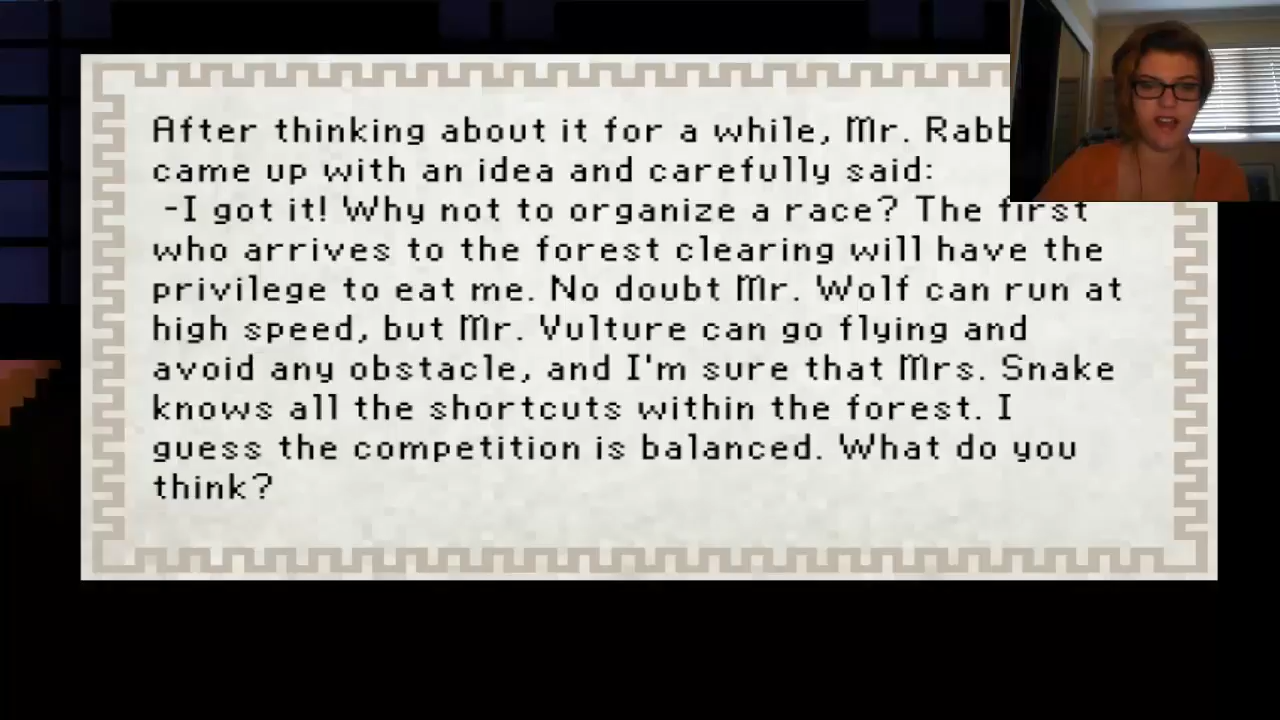 After thinking about it for a while, Mr.
came up with an idea and carefully said:
-I got it! Why not to organize a race? The first
who arrives to the forest clearing will have the
privilege to eat me. No doubt Mr. Wolf can run at
high speed, but Mr. Vulture can go flying and
avoid any obstacle, and I'm sure that Mrs. Snake
knows all the shortcuts within the forest. I
guess the competition is balanced. What do you
think?